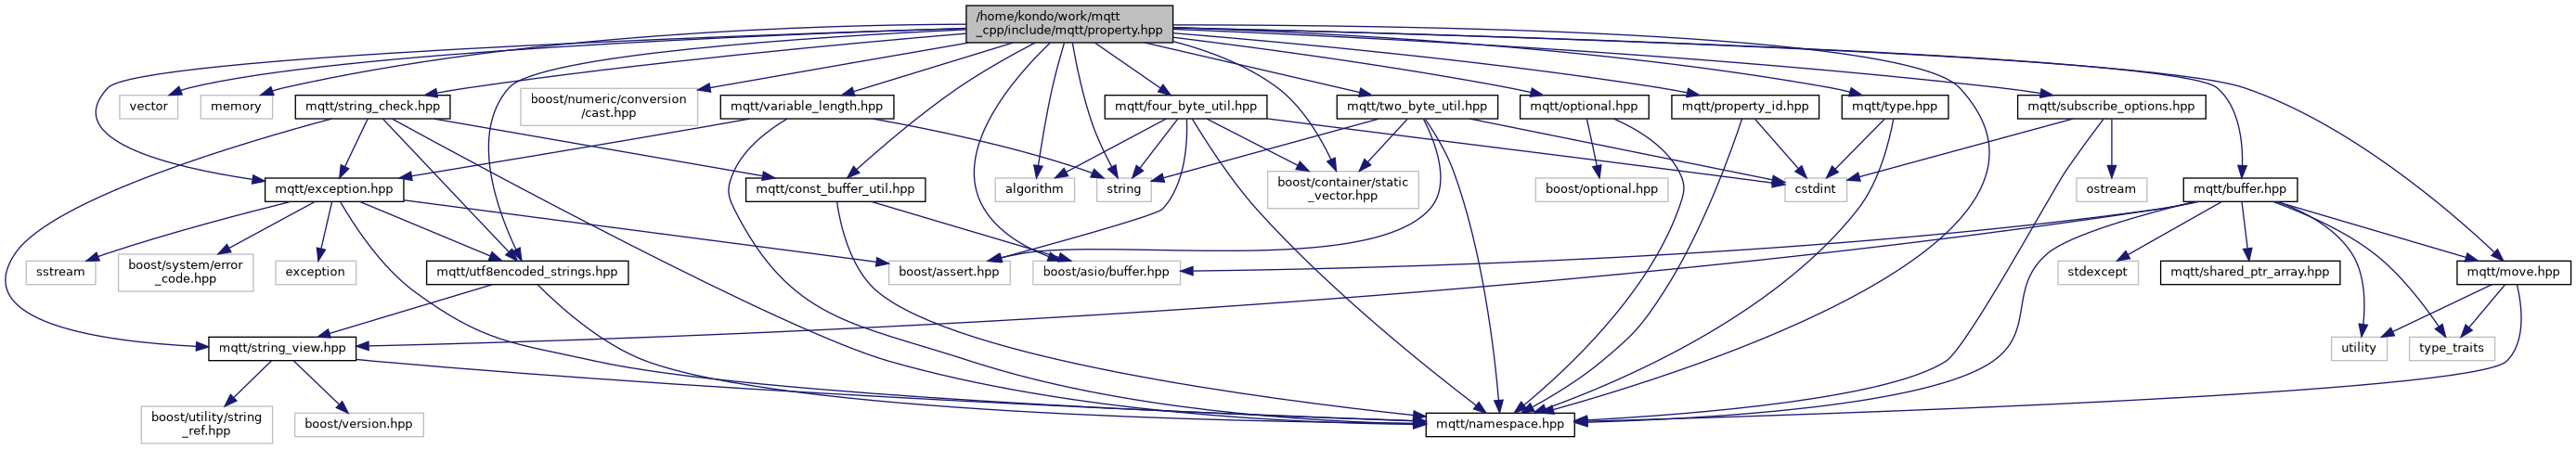 /home/kondo/work/mqtt
_cpp/include/mqtt/property.hpp
vector
memory
mqtt/string_check.hpp
boost/numeric/conversion
/cast.hpp
mqtt/variable_length.hpp
mqtt/four_byte_util.hpp
mqtt/two_byte_util.hpp
mqtt/optional.hpp
mqtt/property_id.hpp
mqtt/type.hpp
mqtt/subscribe_options.hpp
mqtt/exception.hpp
mqtt/const_buffer_util.hpp
algorithm
string
boost/container/static
_vector.hpp
boost/optional.hpp
cstdint
ostream
mqtt/buffer.hpp
sstream
boost/system/error
_code.hpp
exception
mqtt/utf8encoded_strings.hpp
boost/assert.hpp
boost/asio/buffer.hpp
stdexcept
mqtt/shared_ptr_array.hpp
mqtt/move.hpp
mqtt/string_view.hpp
utility
type_traits
boost/utility/string
_ref.hpp
boost/version.hpp
mqtt/namespace.hpp